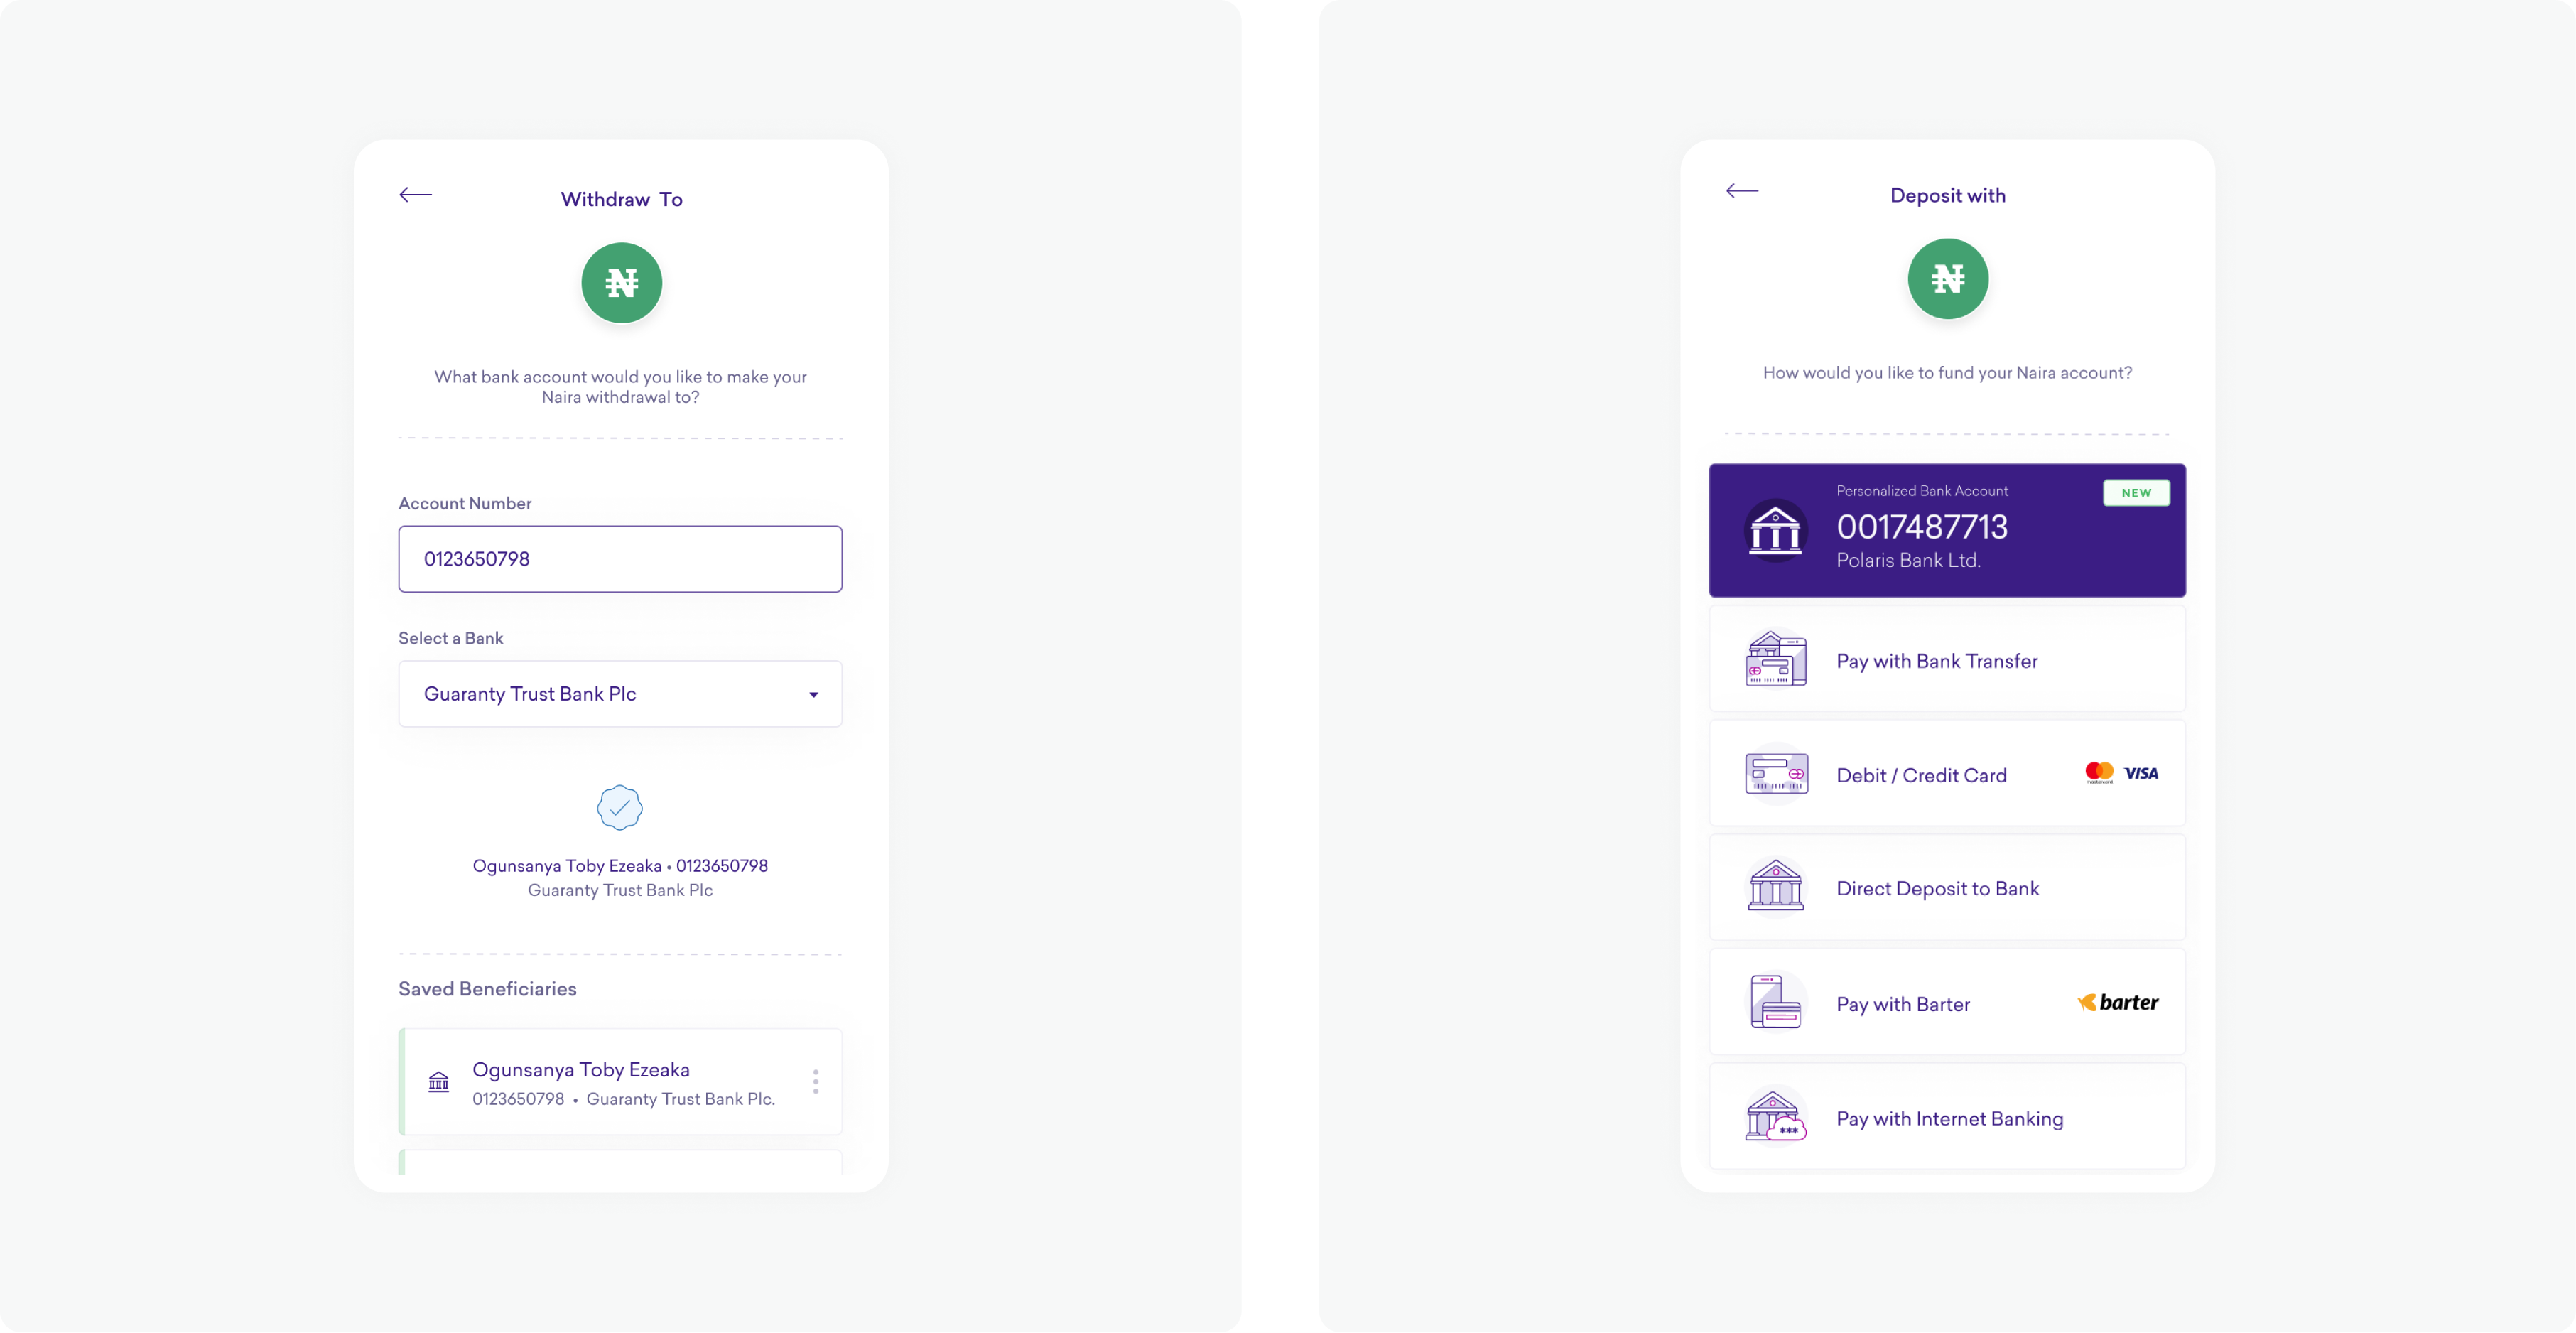 Withdraw To
₦
What bank account would you like to make your
Naira withdrawal to?
Account Number
0123650798
Select a Bank
Guaranty Trust Bank Plc
Ogunsanya Toby Ezeaka • 0123650798
Guaranty Trust Bank Plc
Saved Beneficiaries
Ogunsanya Toby Ezeaka
0123650798 • Guaranty Trust Bank Plc.
Deposit with
₦
How would you like to fund your Naira account?
Personalized Bank Account
NEW
0017487713
Polaris Bank Ltd.
Pay with Bank Transfer
Debit / Credit Card
mastercard VISA
Direct Deposit to Bank
Pay with Barter
barter
Pay with Internet Banking
***